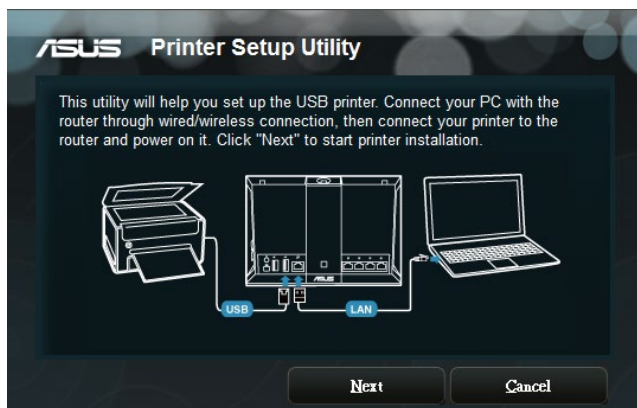 ASUS Printer Setup Utility
This utility will help you set up the USB printer. Connect your PC with the
router through wired/wireless connection, then connect your printer to the
router and power on it. Click "Next" to start printer installation.
ASUS
USB
LAN
Next
Cancel